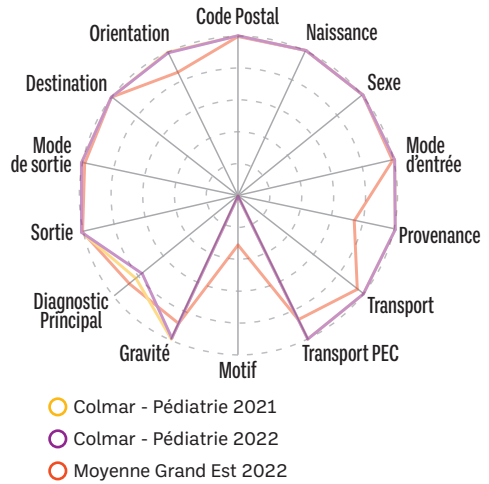 Code Postal
Naissance
Sexe
Mode
d'entrée
Provenance
Transport
Transport PEC
Motif
Gravité
Diagnostic
Principal
Sortie
Mode
de sortie
Destination
Orientation
Colmar - Pédiatrie 2021
Colmar - Pédiatrie 2022
Moyenne Grand Est 2022